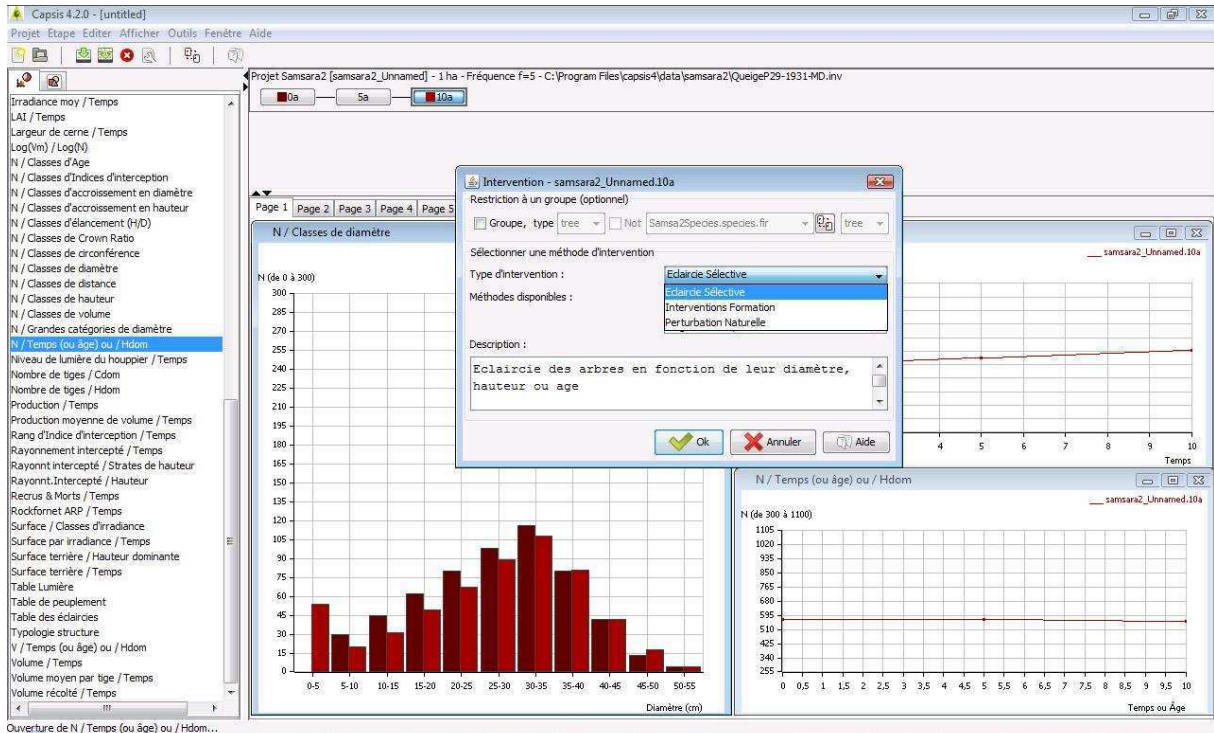 Capsis 4.2.0 - [untitled]
Projet Etape Editer Afficher Outils Fenêtre Aide
Projet Samsara2 [samsara2_Unnamed] - 1 ha - Fréquence f=5 - C:\Program Files\capsis4\data\samsara2\QueigeP29-1931-MD.inv
0a
5a
10a
Irradiance moy / Temps
LAI / Temps
Largeur de cerne / Temps
Log(Vm) / Log(N)
N / Classes d'Age
N / Classes d'Indices d'interception
N / Classes d'accroissement en diamètre
N / Classes d'accroissement en hauteur
N / Classes d'élancement (H/D)
N / Classes de Crown Ratio
N / Classes de circonférence
N / Classes de diamètre
N / Classes de distance
N / Classes de hauteur
N / Classes de volume
N / Grandes catégories de diamètre
N / Temps (ou âge) ou / Hdom
Niveau de lumière du houppier / Temps
Nombre de tiges / Cdom
Nombre de tiges / Hdom
Production / Temps
Production moyenne de volume / Temps
Rang d'Indice d'interception / Temps
Rayonnement intercepté / Temps
Rayonnt intercepté / Strates de hauteur
Rayonnt.Intercepté / Hauteur
Recrus & Morts / Temps
Rockfornet ARP / Temps
Surface / Classes d'irradiance
Surface par irradiance / Temps
Surface terrière / Hauteur dominante
Surface terrière / Temps
Table Lumière
Table de peuplement
Table des éclaircies
Typologie structure
V / Temps (ou âge) ou / Hdom
Volume / Temps
Volume moyen par tige / Temps
Volume récolté / Temps
Page 1 Page 2 Page 3 Page 4 Page 5
N / Classes de diamètre
N (de 0 à 300)
300
285
270
255
240
225
210
195
180
165
150
135
120
105
90
75
60
45
30
15
0
0-5 5-10 10-15 15-20 20-25 25-30 30-35 35-40 40-45 45-50 50-55
Diamètre (cm)
Intervention - samsara2_Unnamed.10a
Restriction à un groupe (optionnel)
Groupe, type tree Not Samsa2Species.species.fir tree
Sélectionner une méthode d'intervention
Type d'intervention : Eclaircie Sélective
Méthodes disponibles :
Eclaircie Sélective
Interventions Formation
Perturbation Naturelle
Description :
Eclaircie des arbres en fonction de leur diamètre,
hauteur ou age
Ok Annuler Aide
samsara2_Unnamed.10a
4 5 6 7 8 9 10
Temps
N / Temps (ou âge) ou / Hdom
samsara2_Unnamed.10a
N (de 300 à 1100)
1105
1020
935
850
765
680
595
510
425
340
255
0 0,5 1 1,5 2 2,5 3 3,5 4 4,5 5 5,5 6 6,5 7 7,5 8 8,5 9 9,5 10
Temps ou Âge
Ouverture de N / Temps (ou âge) ou / Hdom...